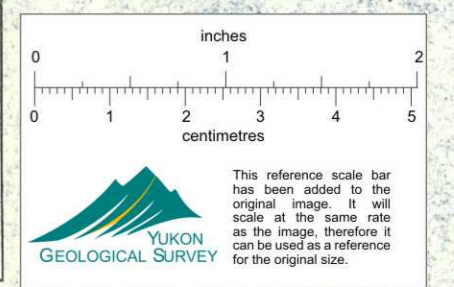 inches
0 1 2
0 1 2 3 4 5
centimetres
YUKON
GEOLOGICAL SURVEY
This reference scale bar
has been added to the
original image. It will
scale at the same rate
as the image, therefore it
can be used as a reference
for the original size.